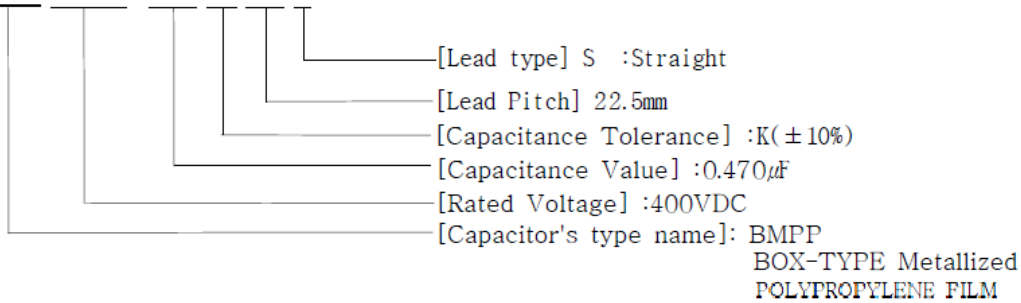 [Lead type] S :Straight
[Lead Pitch] 22.5mm
[Capacitance Tolerance] :K(±10%)
[Capacitance Value] :0.470μF
[Rated Voltage] :400VDC
[Capacitor's type name]: BMPP
BOX-TYPE Metallized
POLYPROPYLENE FILM